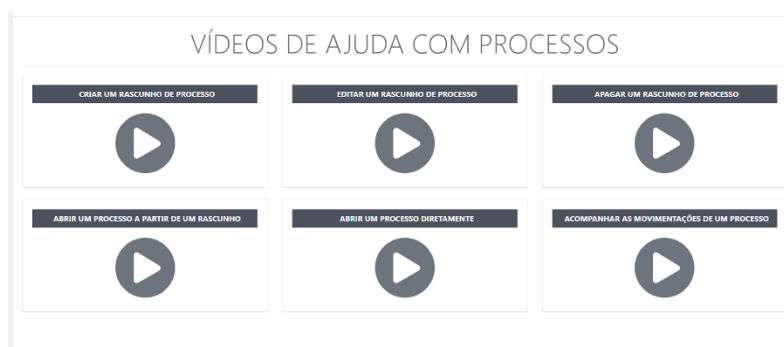 VÍDEOS DE AJUDA COM PROCESSOS
CRIAR UM RASCUNHO DE PROCESSO
EDITAR UM RASCUNHO DE PROCESSO
APAGAR UM RASCUNHO DE PROCESSO
ABRIR UM PROCESSO A PARTIR DE UM RASCUNHO
ABRIR UM PROCESSO DIRETAMENTE
ACOMPANHAR AS MOVIMENTAÇÕES DE UM PROCESSO